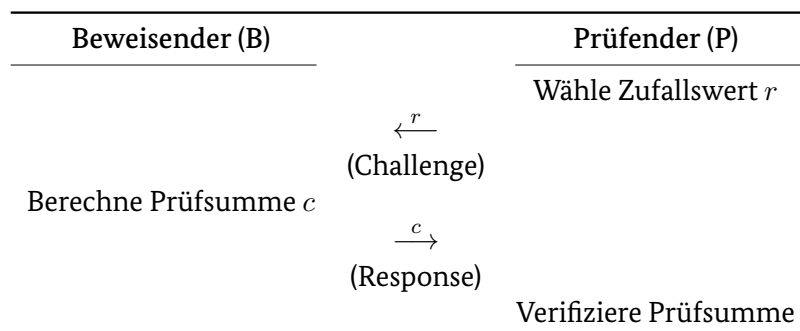 Beweisender (B) Prüfender (P)
Wähle Zufallswert r
r
←
(Challenge)
Berechne Prüfsumme c
c
→
(Response)
Verifiziere Prüfsumme